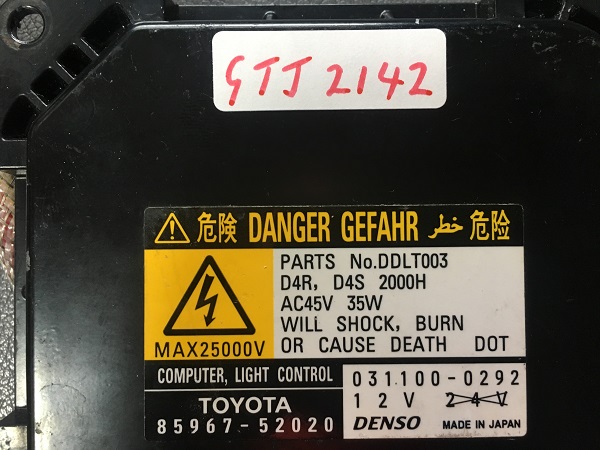 GTJ 2142
危険 DANGER GEFAHR خطر 危险
PARTS No.DDLT003
D4R, D4S 2000H
AC45V 35W
WILL SHOCK, BURN
OR CAUSE DEATH DOT
MAX25000V
COMPUTER, LIGHT CONTROL
TOYOTA
85967-52020
031100-0292
12V 24V
DENSO MADE IN JAPAN